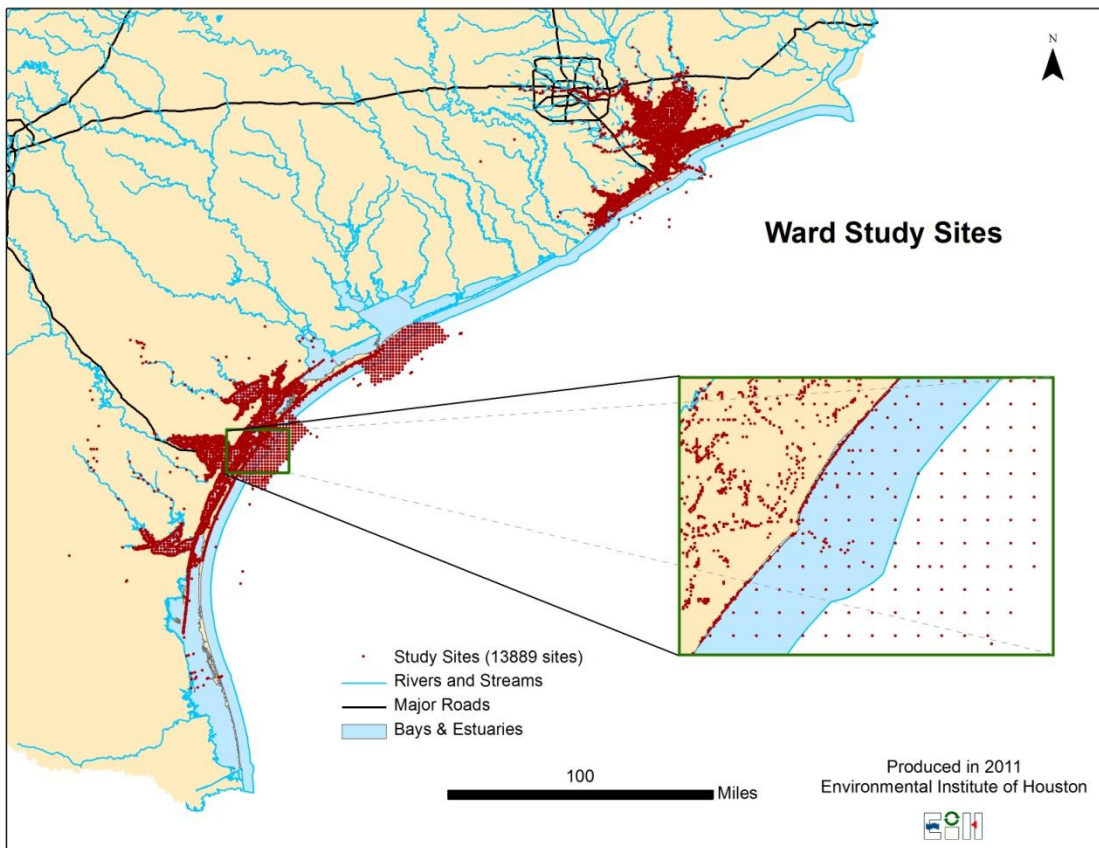 N
Ward Study Sites
Study Sites (13889 sites)
Rivers and Streams
Major Roads
Bays & Estuaries
100
Miles
Produced in 2011
Environmental Institute of Houston
EIH